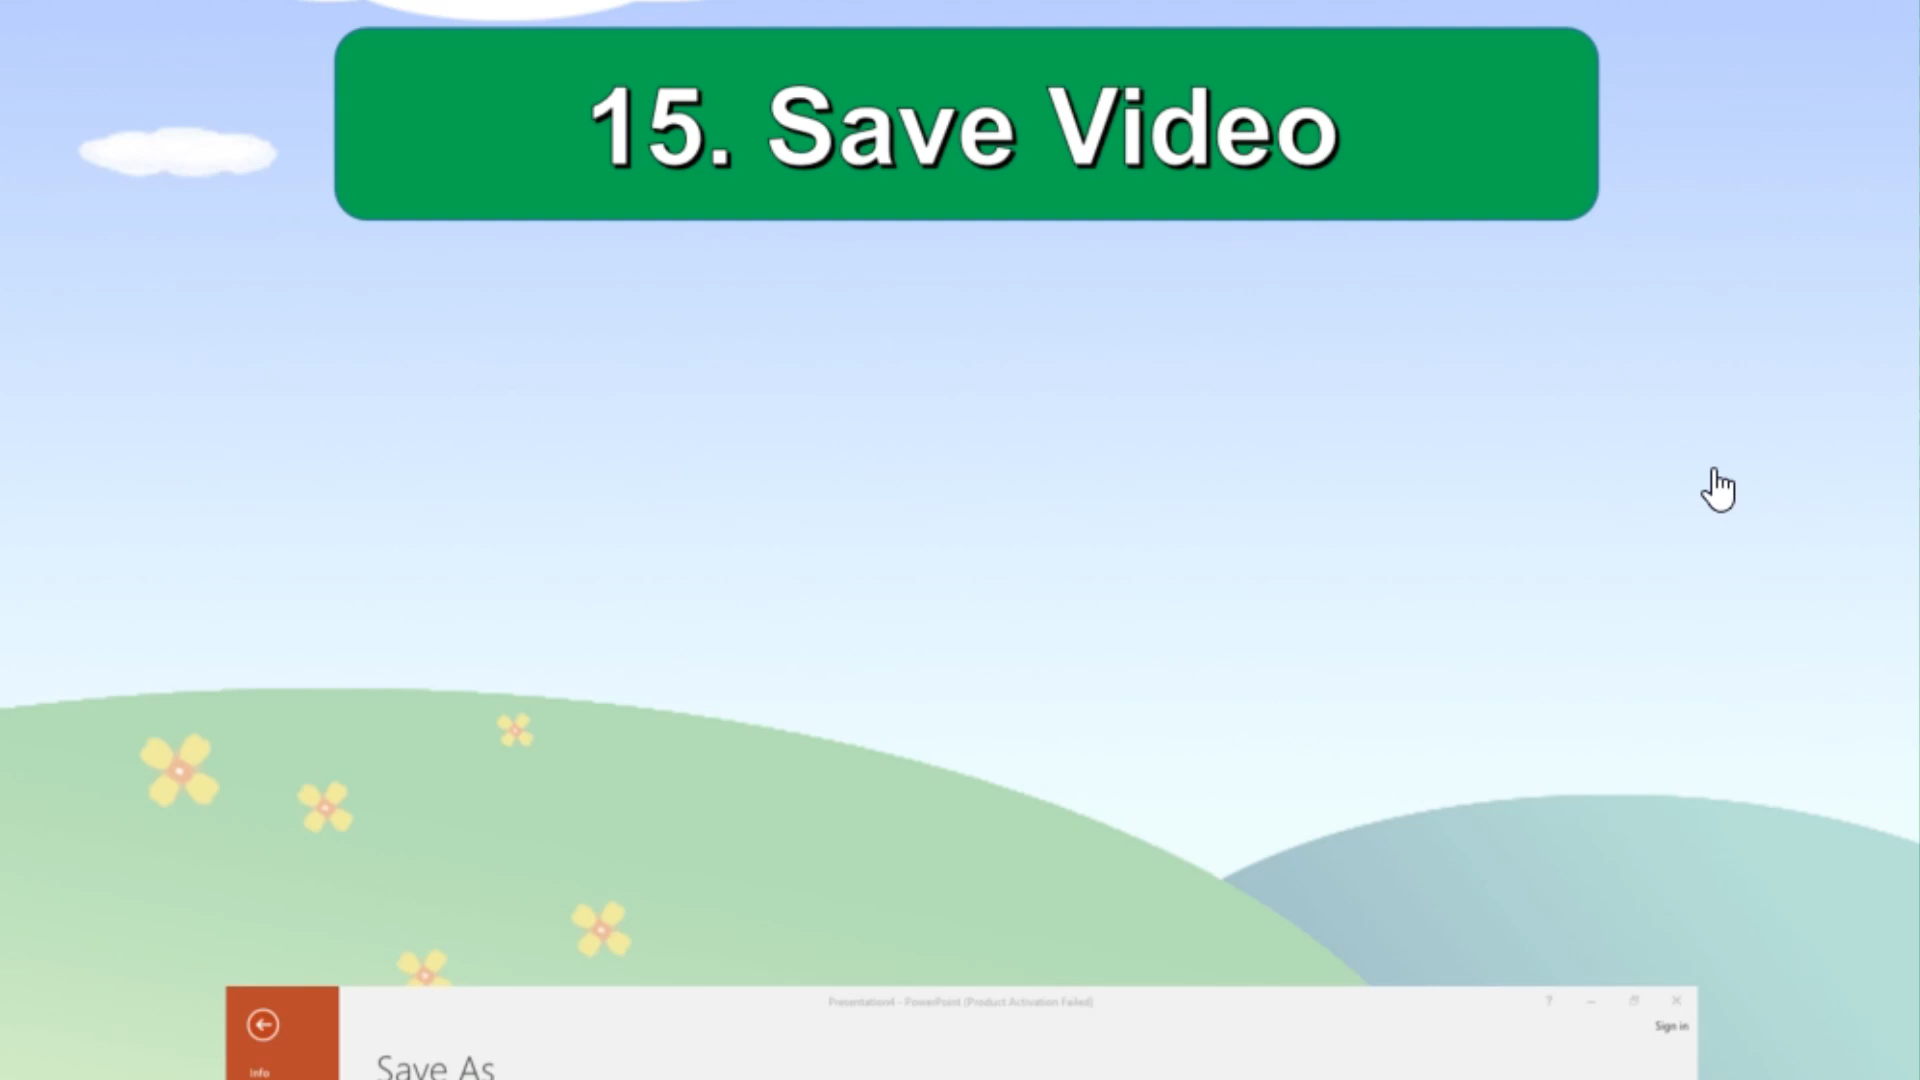 15. Save Video
Presentation4 - PowerPoint (Product Activation Failed)
?
Sign in
Save As
Info